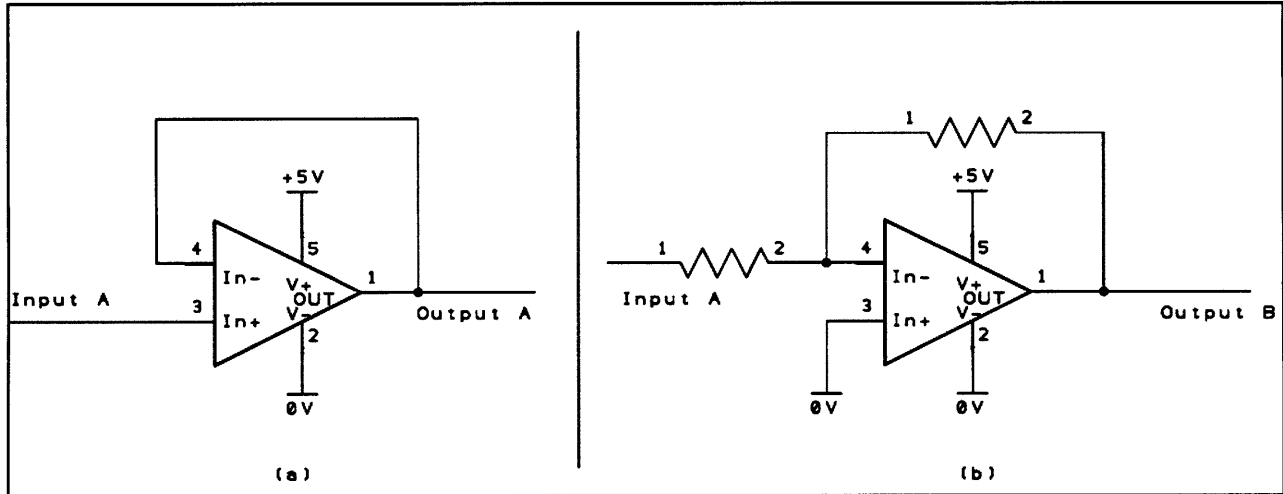 +5V
4
5
In-
V+
1
Input A
OUT
3
In+
V-
Output A
2
0V
(a)
1
2
+5V
1
2
4
5
In-
V+
1
Input A
OUT
3
In+
V-
Output B
2
0V
0V
(b)